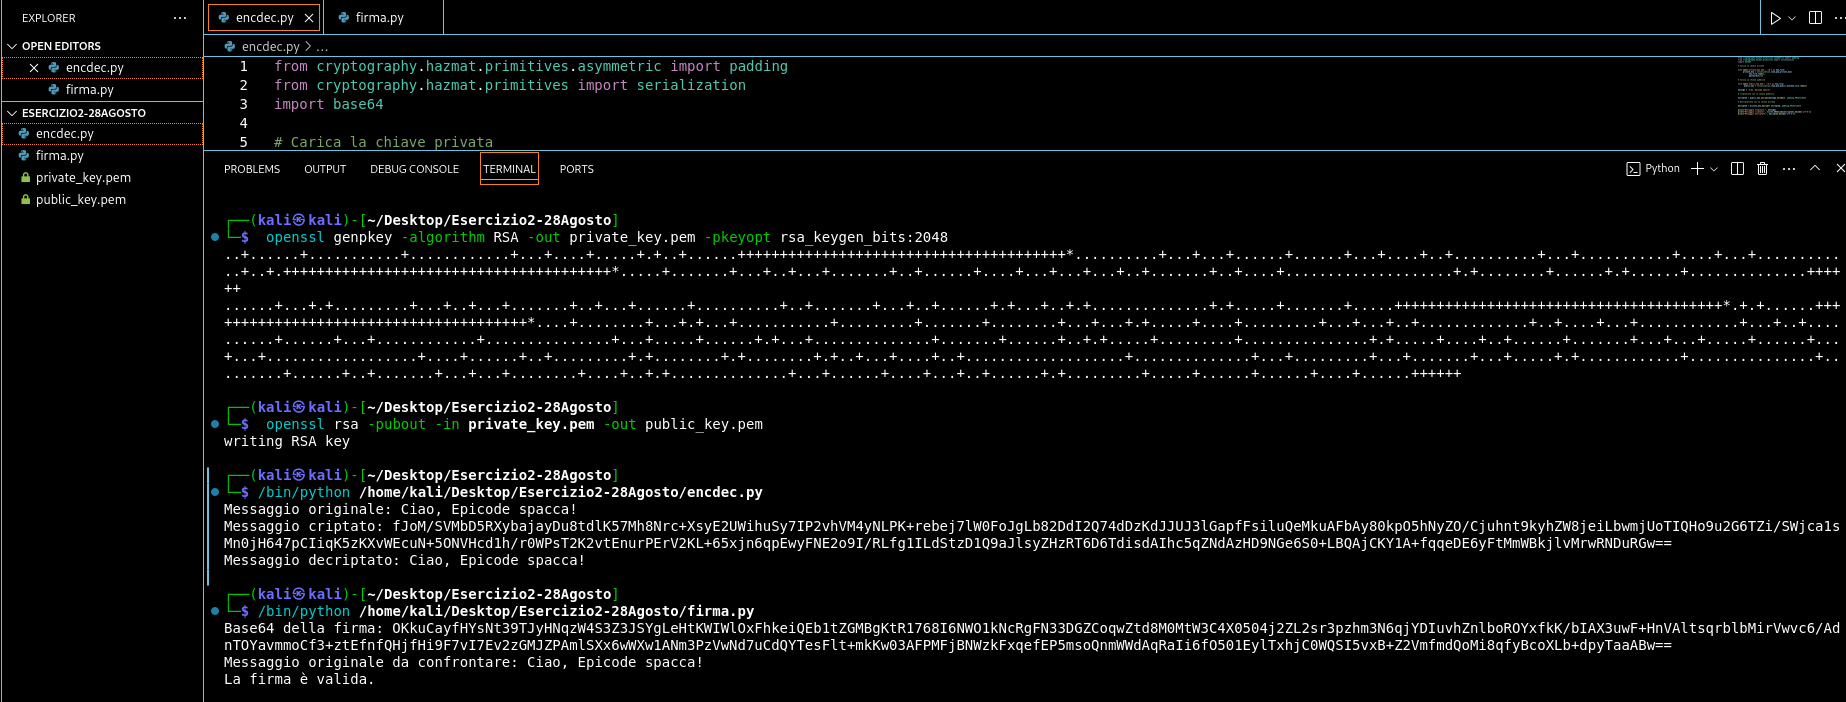 EXPLORER
OPEN EDITORS
encdec.py
firma.py
ESERCIZIO2-28AGOSTO
encdec.py
firma.py
private_key.pem
public_key.pem
encdec.py
firma.py
encdec.py > ...
1 from cryptography.hazmat.primitives.asymmetric import padding
2 from cryptography.hazmat.primitives import serialization
3 import base64
4
5 # Carica la chiave privata
PROBLEMS OUTPUT DEBUG CONSOLE TERMINAL PORTS
Python
(kali㉿kali)-[~/Desktop/Esercizio2-28Agosto]
$ openssl genpkey -algorithm RSA -out private_key.pem -pkeyopt rsa_keygen_bits:2048
(kali㉿kali)-[~/Desktop/Esercizio2-28Agosto]
$ openssl rsa -pubout -in private_key.pem -out public_key.pem
writing RSA key
(kali㉿kali)-[~/Desktop/Esercizio2-28Agosto]
$ /bin/python /home/kali/Desktop/Esercizio2-28Agosto/encdec.py
Messaggio originale: Ciao, Epicode spacca!
Messaggio criptato: fJoM/SVMbD5RXybajayDu8tdlK57Mh8Nrc+XsyE2UWihuSy7IP2vhVM4yNLPK+rebej7lW0FoJgLb82DdI2Q74dDzKdJJUJ3lGapfFsiluQeMkuAFbAy80kpO5hNyZO/Cjuhnt9kyhZW8jeiLbwmjUoTIQHo9u2G6TZi/SWjca1s
Mn0jH647pCIiqK5zKXvWEcuN+5ONVHcd1h/r0WPsT2K2vtEnurPErV2KL+65xjn6qpEwyFNE2o9I/RLfg1ILdStzD1Q9aJlsyZHzRT6D6TdisdAIhc5qZNdAzHD9NGe6S0+LBQAjCKY1A+fqqeDE6yFtMmWBkjlvMrwRNDuRGw==
Messaggio decriptato: Ciao, Epicode spacca!
(kali㉿kali)-[~/Desktop/Esercizio2-28Agosto]
$ /bin/python /home/kali/Desktop/Esercizio2-28Agosto/firma.py
Base64 della firma: OKkuCayfHYsNt39TJyHNqzW4S3Z3JSYgLeHtKWIWlOxFhkeiQEb1tZGMBgKtR1768I6NWO1kNcRgFN33DGZCoqwZtd8M0MtW3C4X0504j2ZL2sr3pzhm3N6qjYDIuvhZnlboROYxfkK/bIAX3uwF+HnVAltsqrblbMirVwvc6/Ad
nTOYavmmoCf3+ztEfnfQHjfHi9F7vI7Ev2zGMJZPAmlSXx6wWXw1ANm3PzVwNd7uCdQYTesFlt+mkKw03AFPMFjBNWzkFxqefEP5msoQnmWWdAqRaIi6fO501EylTxhjC0WQSI5vxB+Z2VmfmdQoMi8qfyBcoXLb+dpyTaaABw==
Messaggio originale da confrontare: Ciao, Epicode spacca!
La firma è valida.